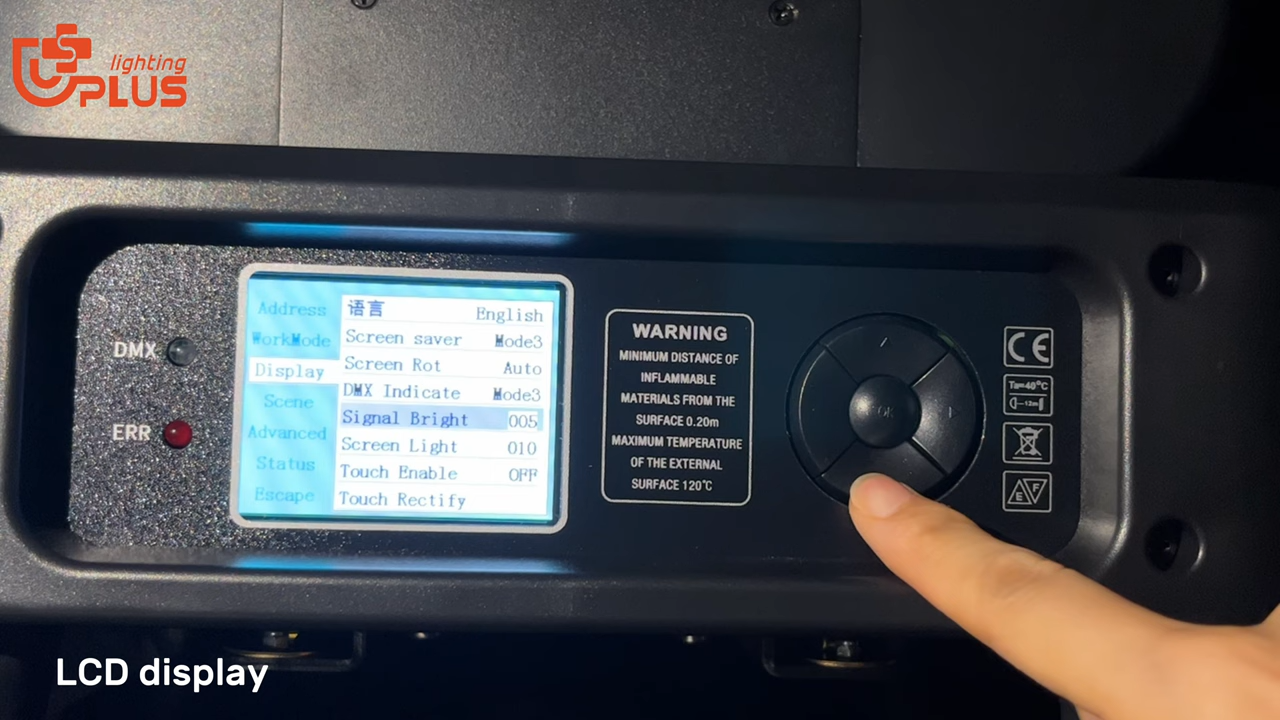 lighting
PLUS
DMX
ERR
Address
WorkMode
Display
Scene
Advanced
Status
Escape
语言 English
Screen saver Mode3
Screen Rot Auto
DMX Indicate Mode3
Signal Bright 005
Screen Light 010
Touch Enable OFF
Touch Rectify
WARNING
MINIMUM DISTANCE OF
INFLAMMABLE
MATERIALS FROM THE
SURFACE 0.20m
MAXIMUM TEMPERATURE
OF THE EXTERNAL
SURFACE 120°C
OK
CE
Ta=40°C
12m
E F
LCD display